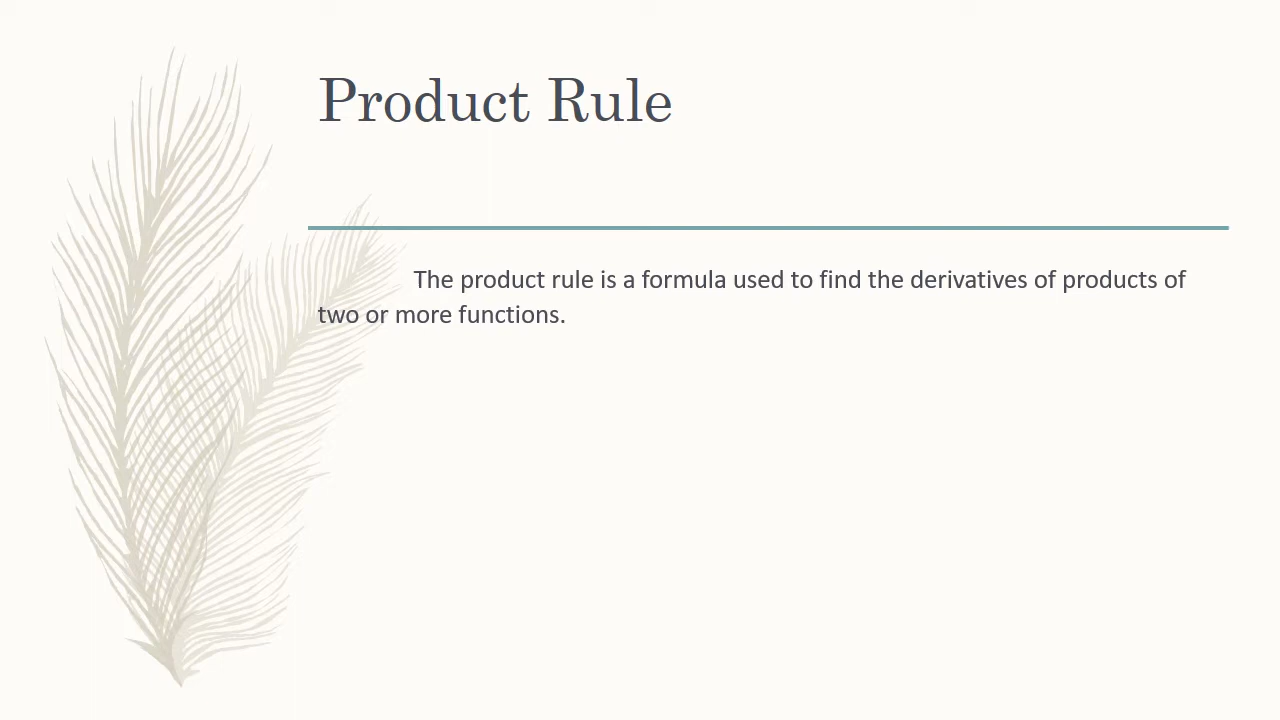 Product Rule
The product rule is a formula used to find the derivatives of products of
two or more functions.